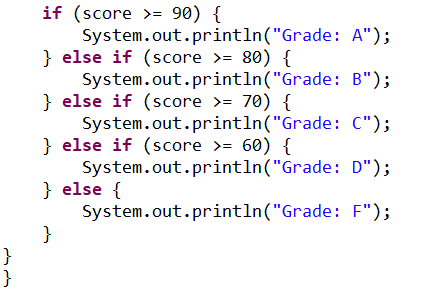 if (score >= 90) {
System.out.println("Grade: A");
} else if (score >= 80) {
System.out.println("Grade: B");
} else if (score >= 70) {
System.out.println("Grade: C");
} else if (score >= 60) {
System.out.println("Grade: D");
} else {
System.out.println("Grade: F");
}
}
}